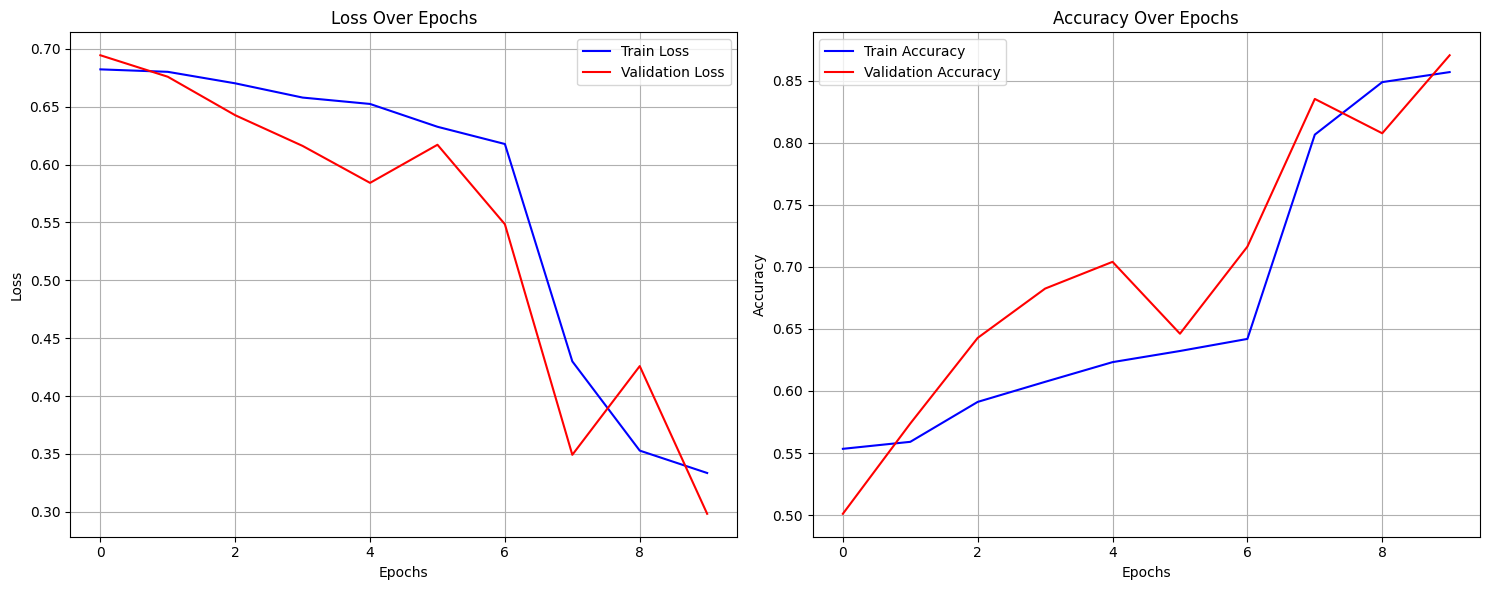 Loss Over Epochs
Train Loss
Validation Loss
0.70
0.65
0.60
0.55
0.50
0.45
0.40
0.35
0.30
Loss
0 2 4 6 8
Epochs
Accuracy Over Epochs
Train Accuracy
Validation Accuracy
0.85
0.80
0.75
0.70
0.65
0.60
0.55
0.50
Accuracy
0 2 4 6 8
Epochs